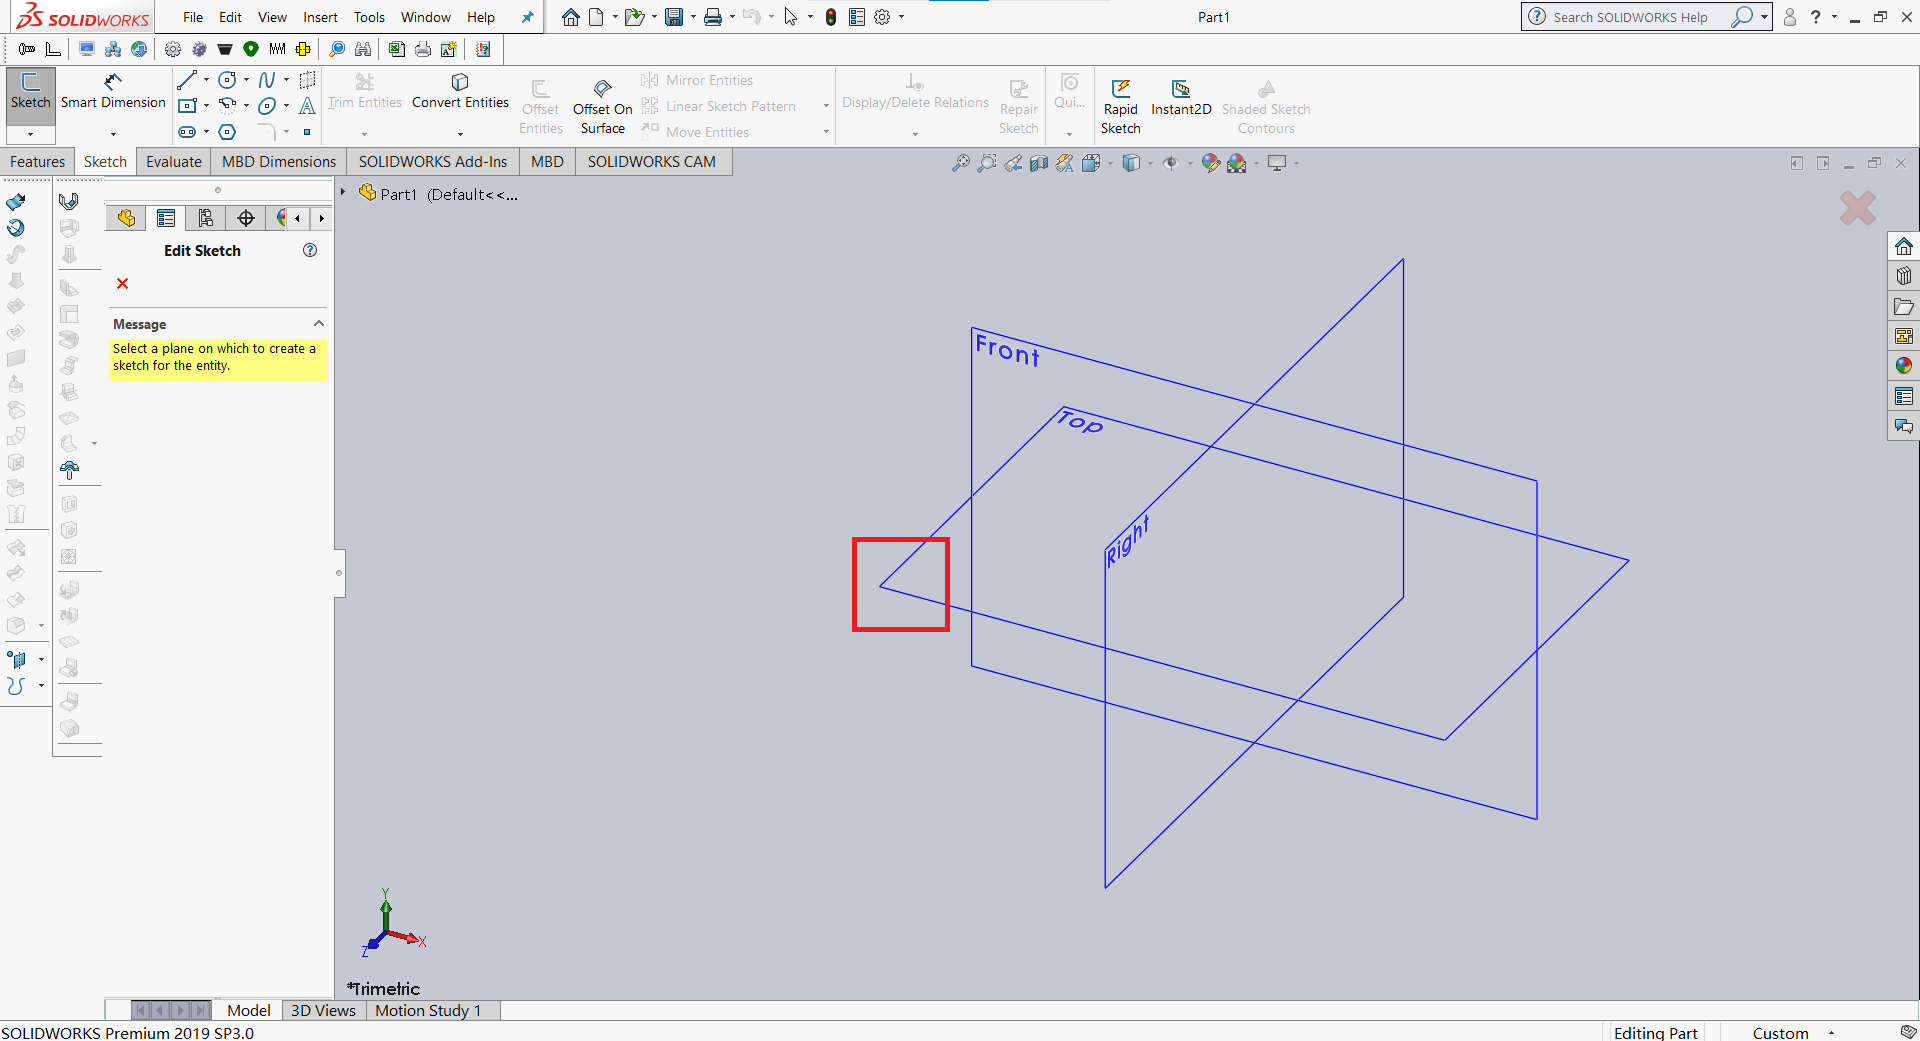 SOLIDWORKS
File Edit View Insert Tools Window Help
Part1
Search SOLIDWORKS Help
Sketch
Smart Dimension
Trim Entities
Convert Entities
Offset Entities
Offset On Surface
Mirror Entities
Linear Sketch Pattern
Move Entities
Display/Delete Relations
Repair Sketch
Qui...
Rapid Sketch
Instant2D
Shaded Sketch Contours
Features Sketch Evaluate MBD Dimensions SOLIDWORKS Add-Ins MBD SOLIDWORKS CAM
Part1 (Default<<...
Edit Sketch
Message
Select a plane on which to create a
sketch for the entity.
Front
Top
Right
Y
X
Z
*Trimetric
Model 3D Views Motion Study 1
SOLIDWORKS Premium 2019 SP3.0
Editing Part Custom